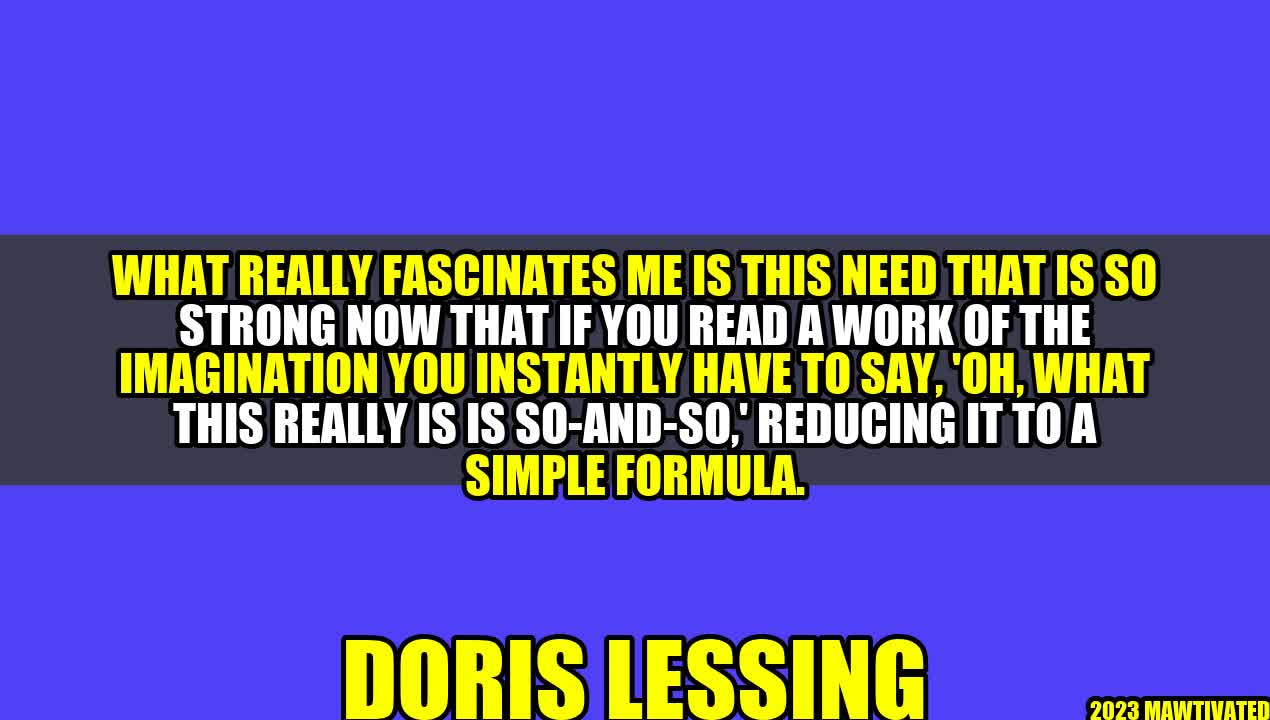 WHAT REALLY FASCINATES ME IS THIS NEED THAT IS SO
STRONG NOW THAT IF YOU READ A WORK OF THE
IMAGINATION YOU INSTANTLY HAVE TO SAY, 'OH, WHAT
THIS REALLY IS IS SO-AND-SO,' REDUCING IT TO A
SIMPLE FORMULA.
DORIS LESSING
2023 MAWTIVATED